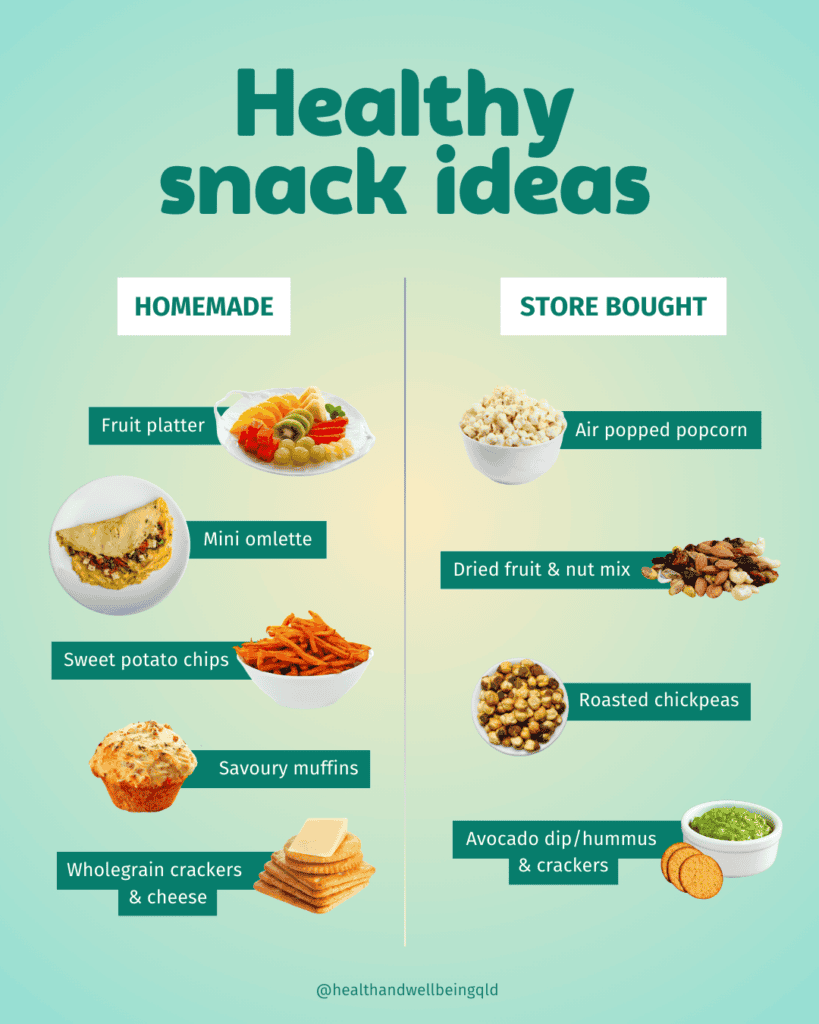 Healthy
snack ideas
HOMEMADE
Fruit platter
Mini omlette
Sweet potato chips
Savoury muffins
Wholegrain crackers
& cheese
STORE BOUGHT
Air popped popcorn
Dried fruit & nut mix
Roasted chickpeas
Avocado dip/hummus
& crackers
@healthandwellbeingqld